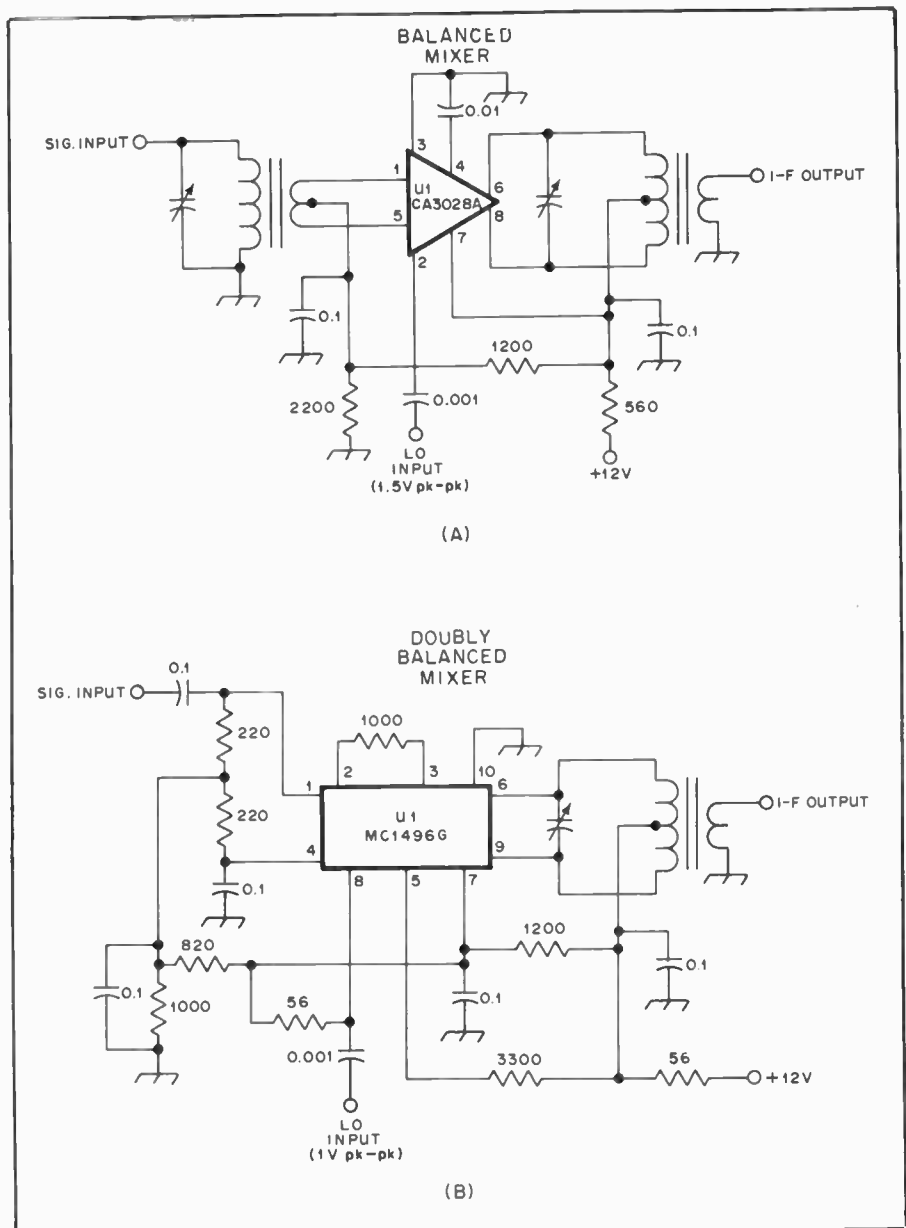 BALANCED
MIXER
0.01
SIG. INPUT
3
4
1
U1
CA3028A
6
8
5
7
2
I-F OUTPUT
0.1
0.1
1200
2200
0.001
560
LO
INPUT
(1.5V pk-pk)
+12V
(A)
DOUBLY
BALANCED
MIXER
0.1
SIG. INPUT
220
1000
2
3
10
1
6
U1
MC1496G
220
4
9
8
5
7
I-F OUTPUT
0.1
1200
820
0.1
0.1
1000
56
0.1
0.001
3300
56
+12V
LO
INPUT
(1V pk-pk)
(B)